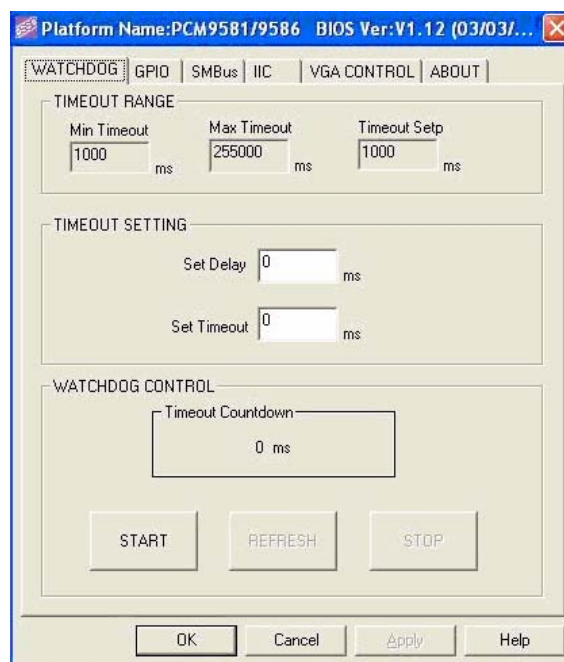 Platform Name:PCM9581/9586 BIOS Ver:V1.12 (03/03/...
WATCHDOG GPIO SMBus IIC VGA CONTROL ABOUT
TIMEOUT RANGE
Min Timeout Max Timeout Timeout Setp
1000 ms 255000 ms 1000 ms
TIMEOUT SETTING
Set Delay 0 ms
Set Timeout 0 ms
WATCHDOG CONTROL
Timeout Countdown
0 ms
START REFRESH STOP
OK Cancel Apply Help